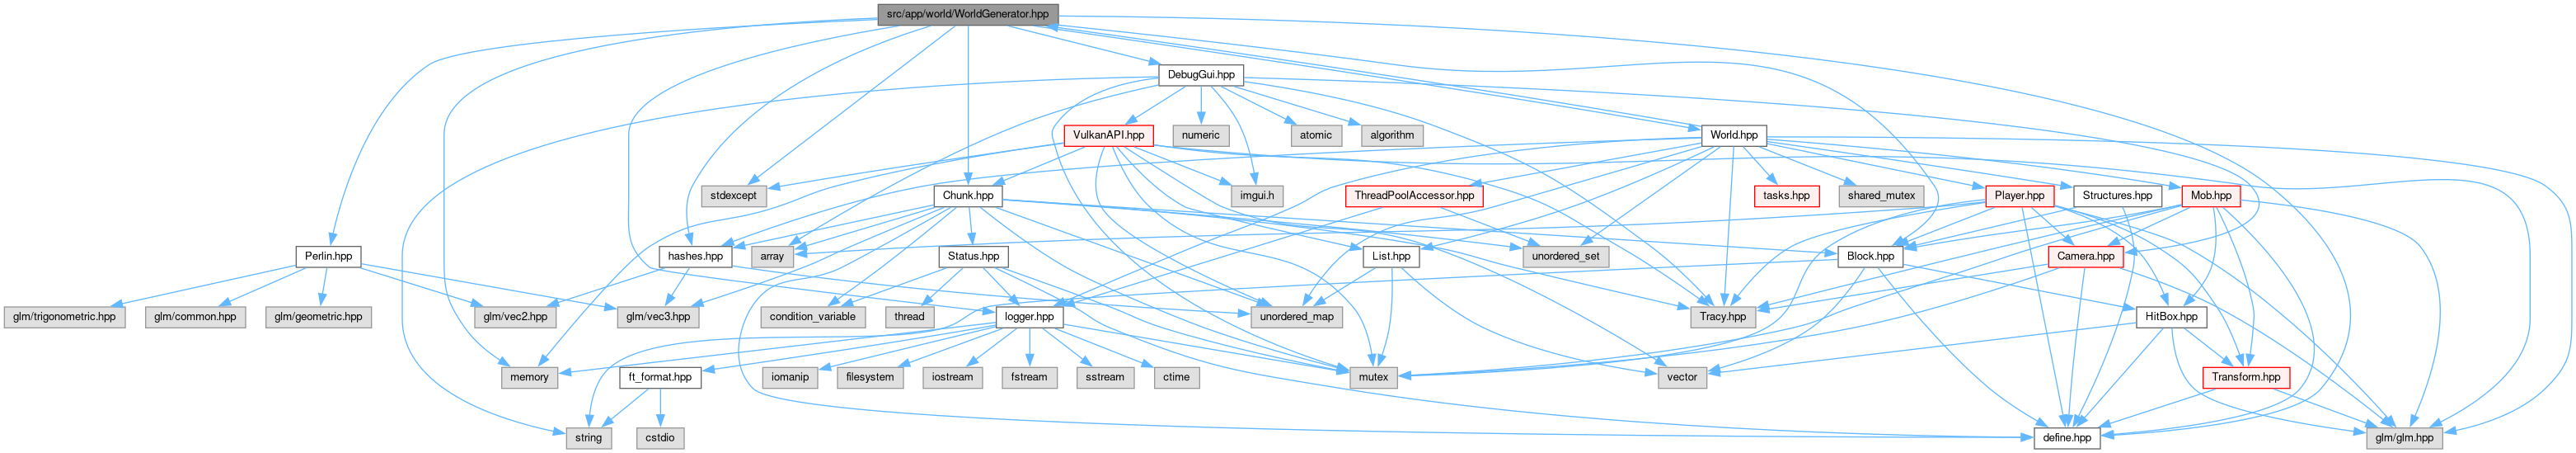 src/app/world/WorldGenerator.hpp
DebugGui.hpp
VulkanAPI.hpp
numeric
atomic
algorithm
World.hpp
stdexcept
Chunk.hpp
imgui.h
ThreadPoolAccessor.hpp
tasks.hpp
shared_mutex
Player.hpp
Structures.hpp
Mob.hpp
Perlin.hpp
hashes.hpp
array
Status.hpp
List.hpp
unordered_set
Block.hpp
Camera.hpp
glm/trigonometric.hpp
glm/common.hpp
glm/geometric.hpp
glm/vec2.hpp
glm/vec3.hpp
condition_variable
thread
logger.hpp
unordered_map
Tracy.hpp
HitBox.hpp
memory
ft_format.hpp
iomanip
filesystem
iostream
fstream
sstream
ctime
mutex
vector
Transform.hpp
string
cstdio
define.hpp
glm/glm.hpp